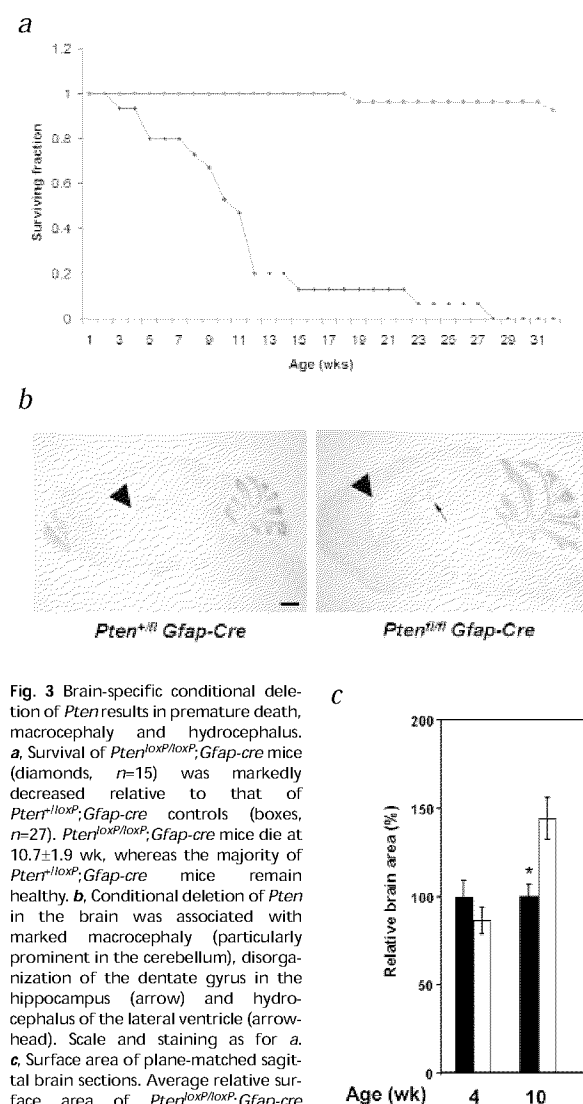 a
1.2
1
0.8
0.6
0.4
0.2
0
Surviving fraction
1 3 5 7 9 11 13 15 17 19 21 23 25 27 29 31
Age (wks)
b
Pten+/fl Gfap-Cre
Ptenfl/fl Gfap-Cre
Fig. 3 Brain-specific conditional dele-
tion of Pten results in premature death,
macrocephaly and hydrocephalus.
a, Survival of PtenloxP/loxP;Gfap-cre mice
(diamonds, n=15) was markedly
decreased relative to that of
Pten+/loxP;Gfap-cre controls (boxes,
n=27). PtenloxP/loxP;Gfap-cre mice die at
10.7±1.9 wk, whereas the majority of
Pten+/loxP;Gfap-cre mice remain
healthy. b, Conditional deletion of Pten
in the brain was associated with
marked macrocephaly (particularly
prominent in the cerebellum), disorga-
nization of the dentate gyrus in the
hippocampus (arrow) and hydro-
cephalus of the lateral ventricle (arrow-
head). Scale and staining as for a.
c, Surface area of plane-matched sagit-
tal brain sections. Average relative sur-
face area of PtenloxP/loxP-Gfap-cre
c
200
150
100
50
0
Relative brain area (%)
*
Age (wk) 4 10